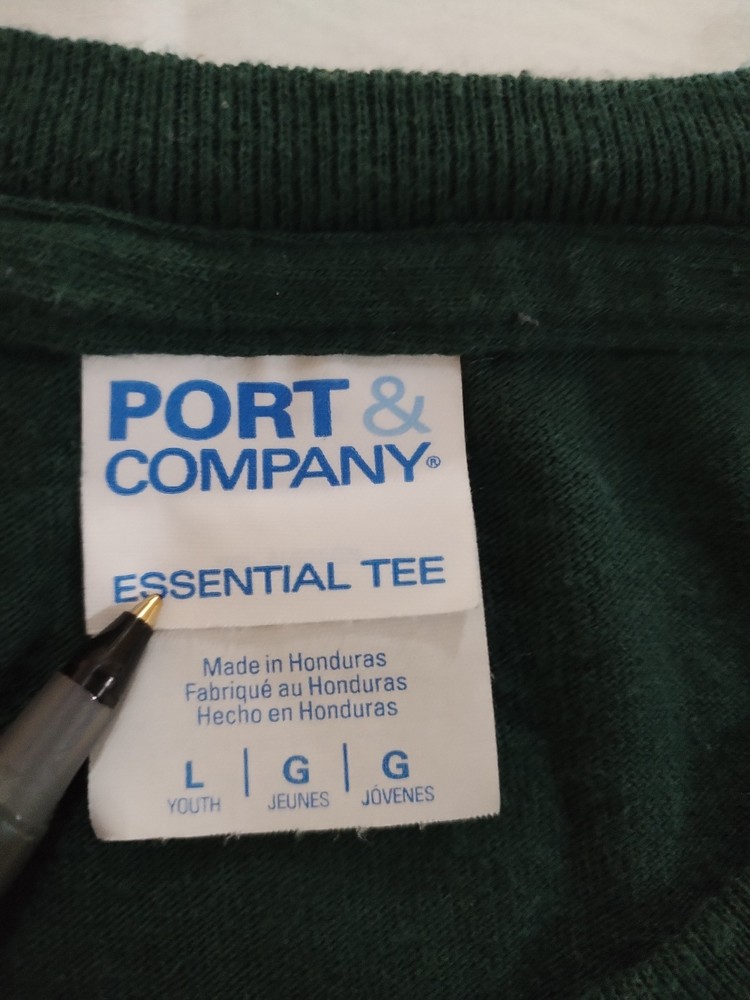 PORT &
COMPANY®
ESSENTIAL TEE
Made in Honduras
Fabriqué au Honduras
Hecho en Honduras
L | G | G
YOUTH JEUNES JÓVENES